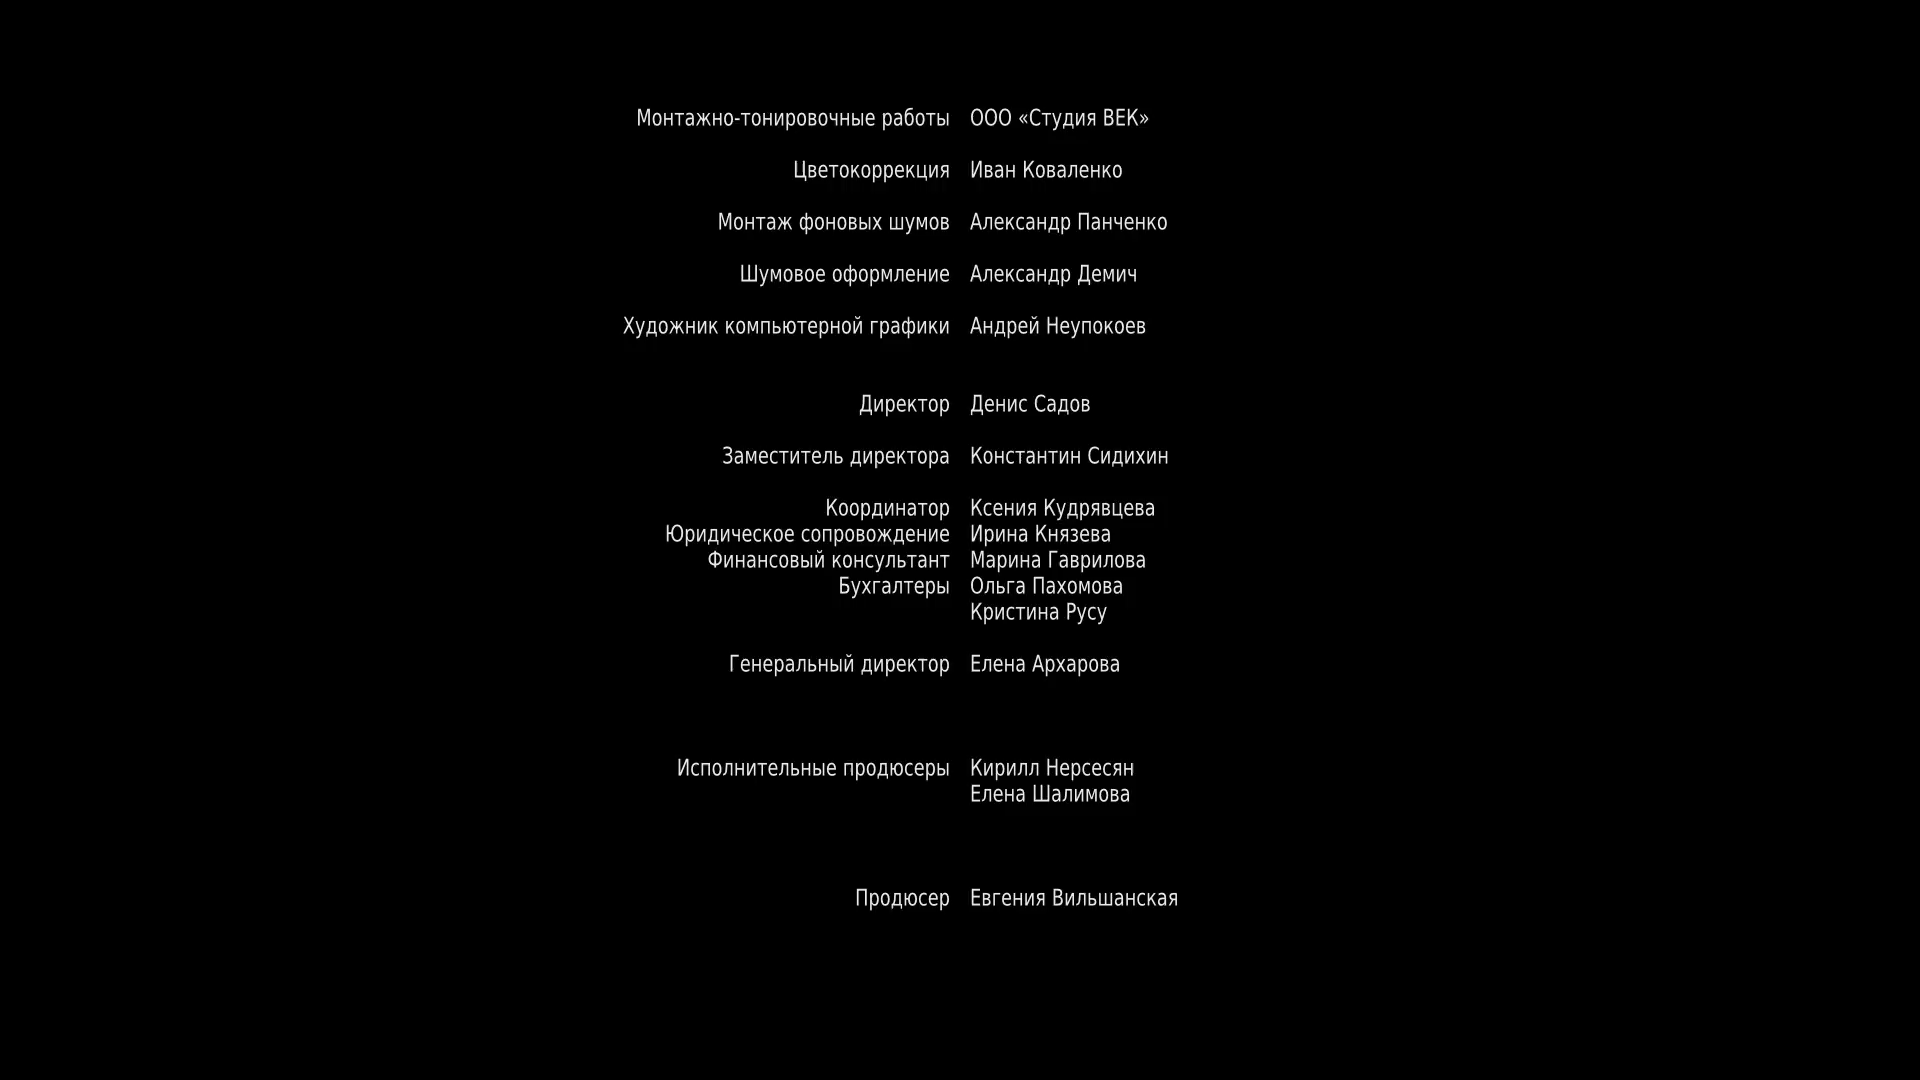 Монтажно-тонировочные работы ООО «Студия ВЕК»
Цветокоррекция Иван Коваленко
Монтаж фоновых шумов Александр Панченко
Шумовое оформление Александр Демич
Художник компьютерной графики Андрей Неупокоев
Директор Денис Садов
Заместитель директора Константин Сидихин
Координатор Ксения Кудрявцева
Юридическое сопровождение Ирина Князева
Финансовый консультант Марина Гаврилова
Бухгалтеры Ольга Пахомова
Кристина Русу
Генеральный директор Елена Архарова
Исполнительные продюсеры Кирилл Нерсесян
Елена Шалимова
Продюсер Евгения Вильшанская